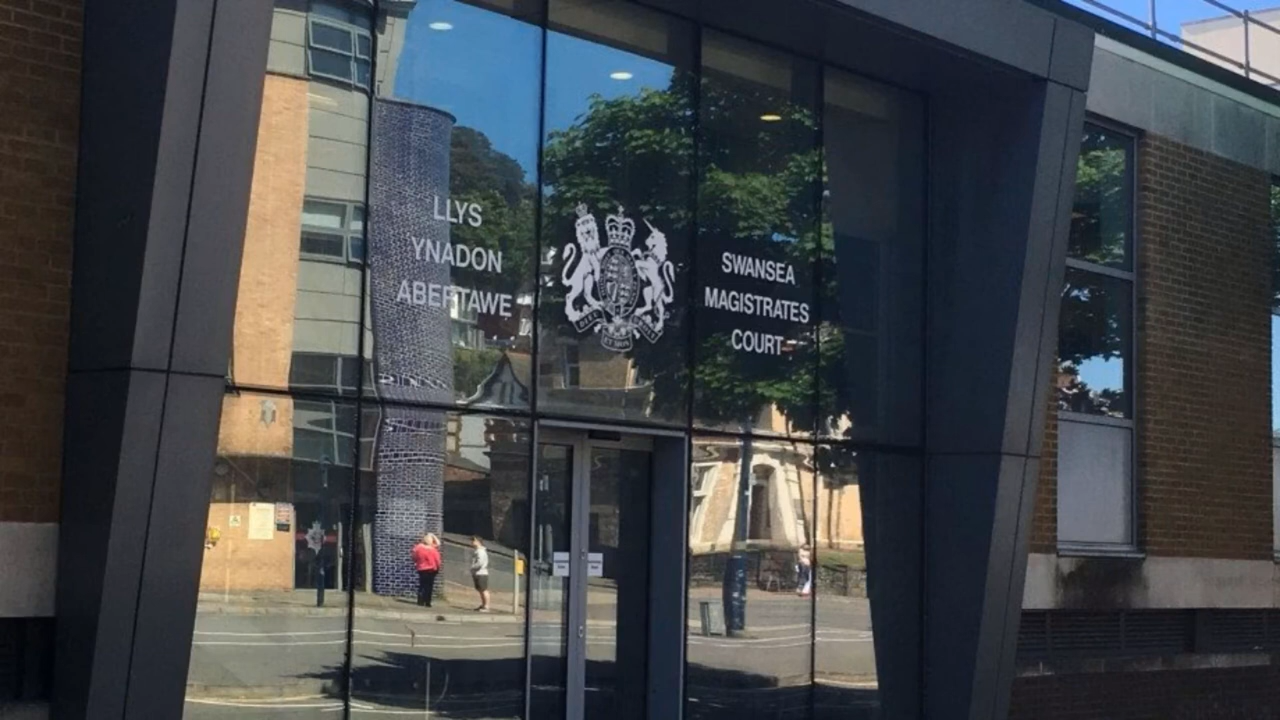 LLYS
YNADON
ABERTAWE
SWANSEA
MAGISTRATES
COURT